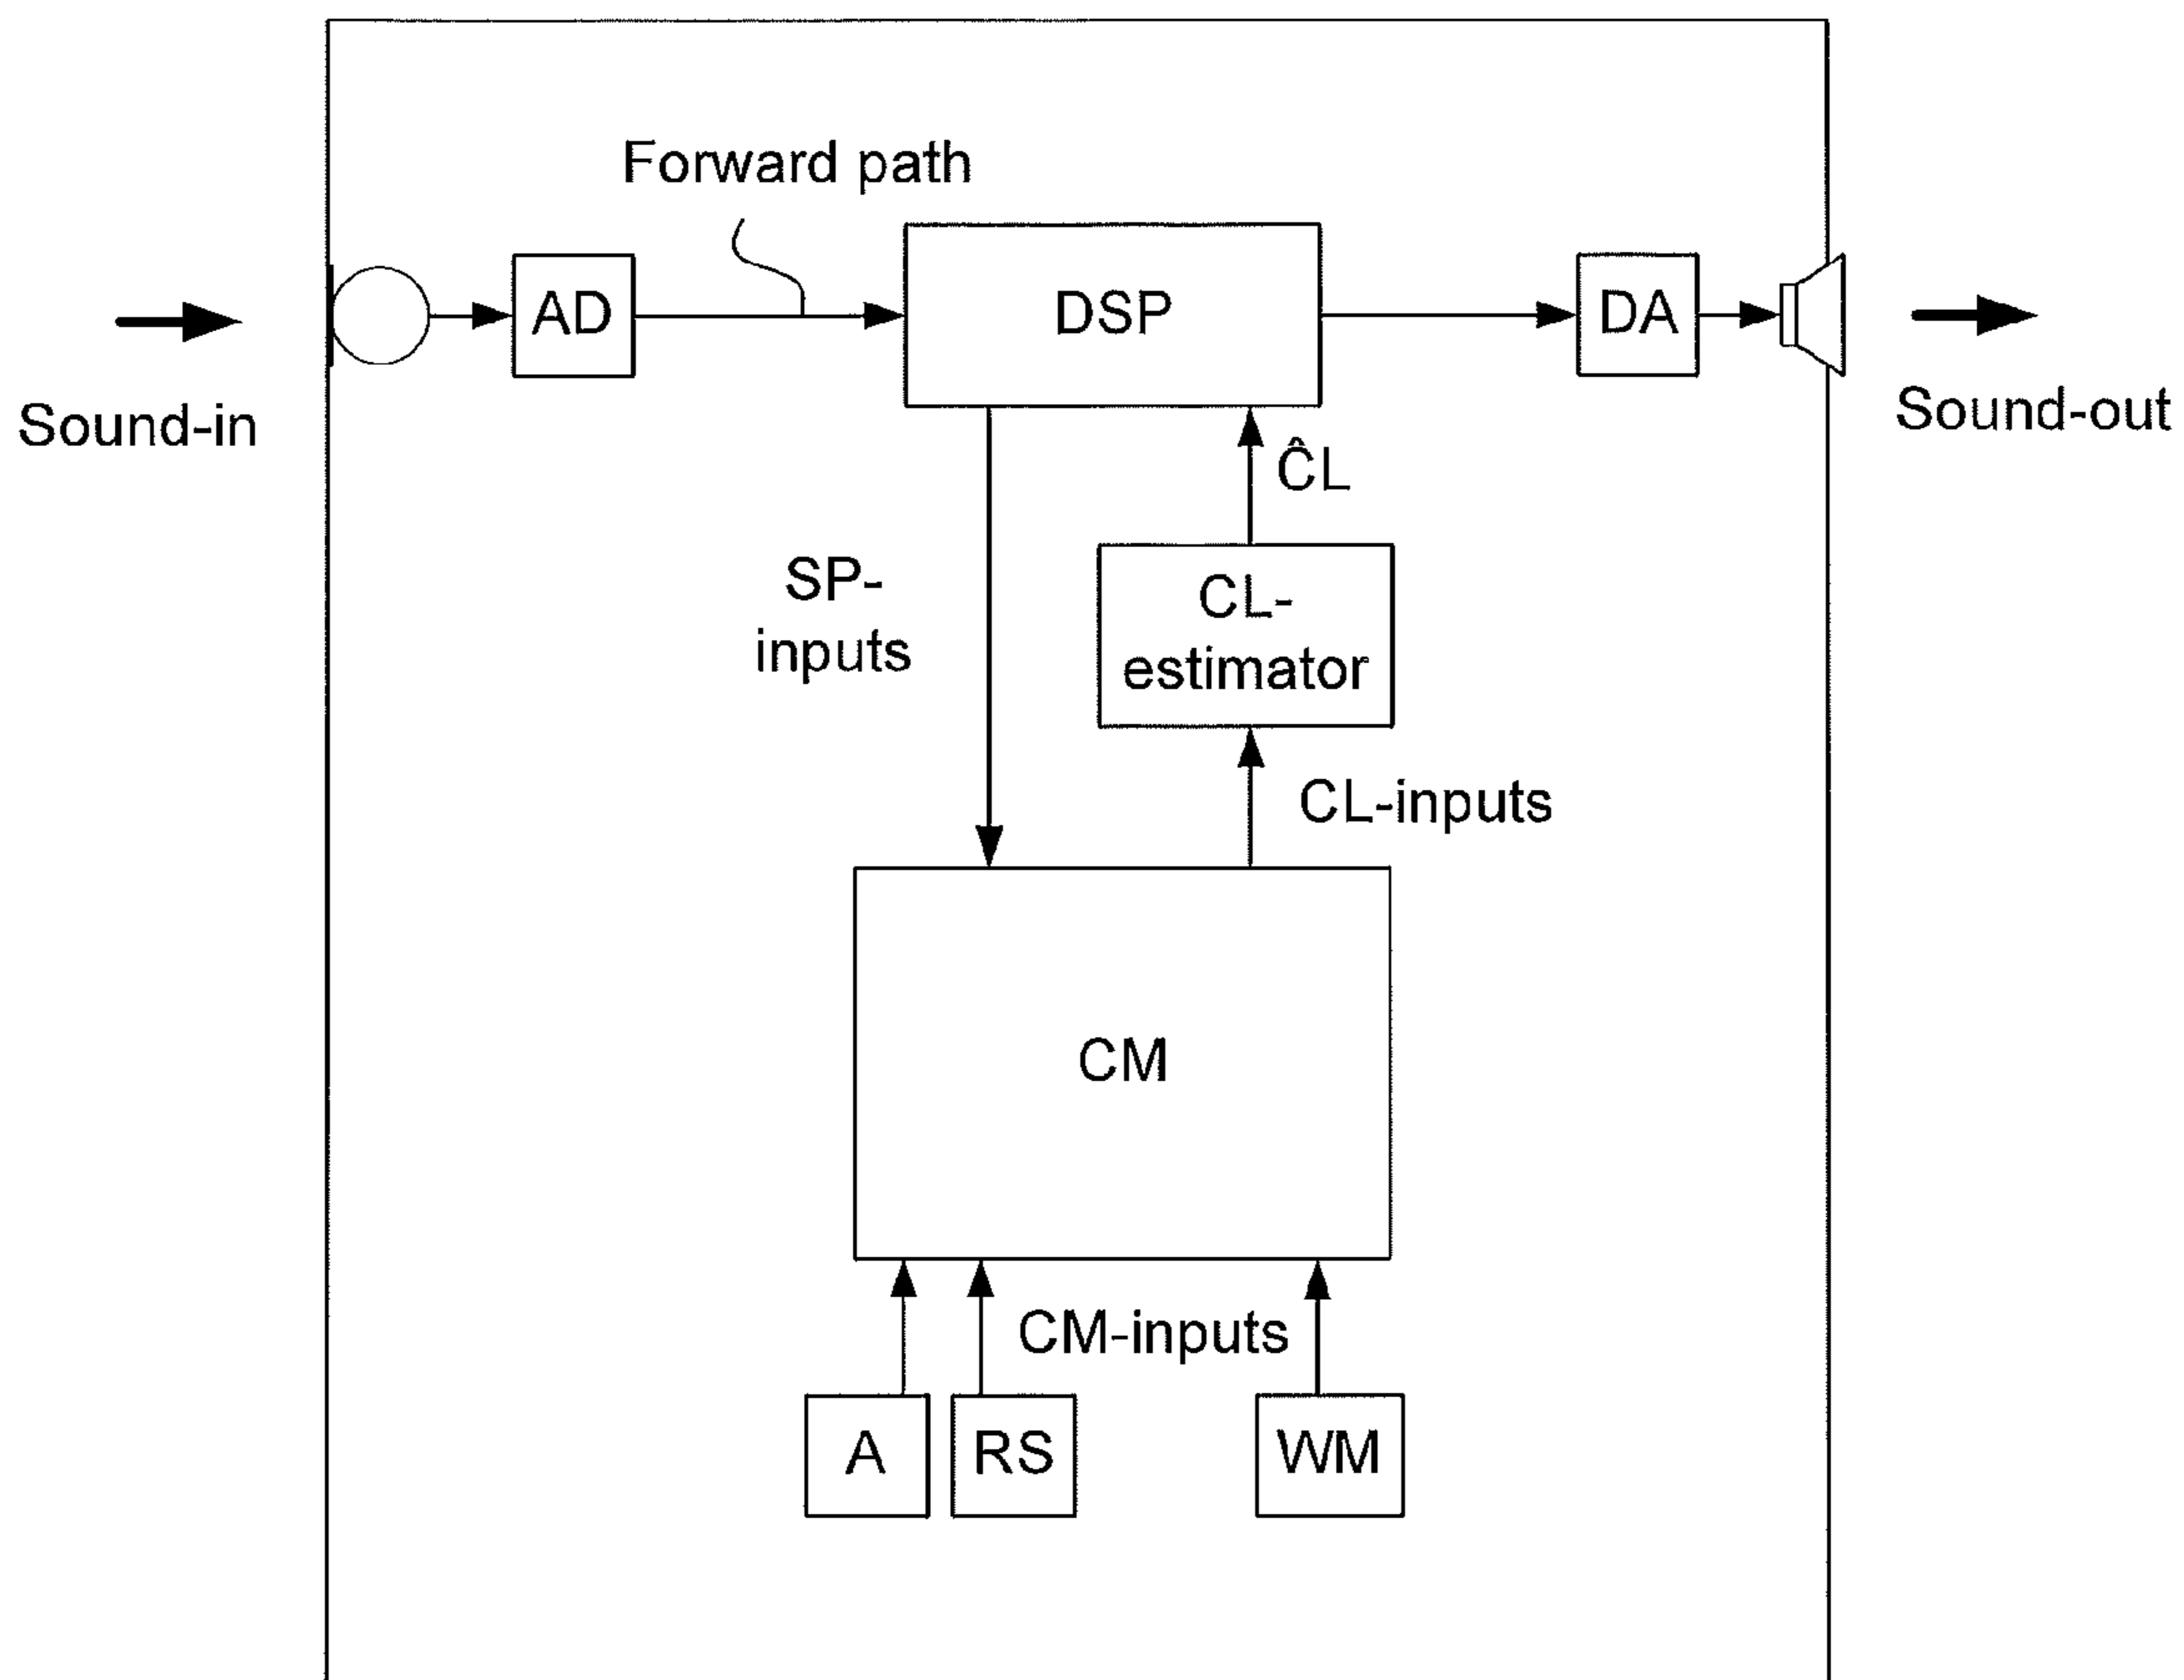 Forward path
AD
DSP
DA
Sound-in
Sound-out
ĈL
SP-
inputs
CL-
estimator
CL-inputs
CM
CM-inputs
A
RS
WM